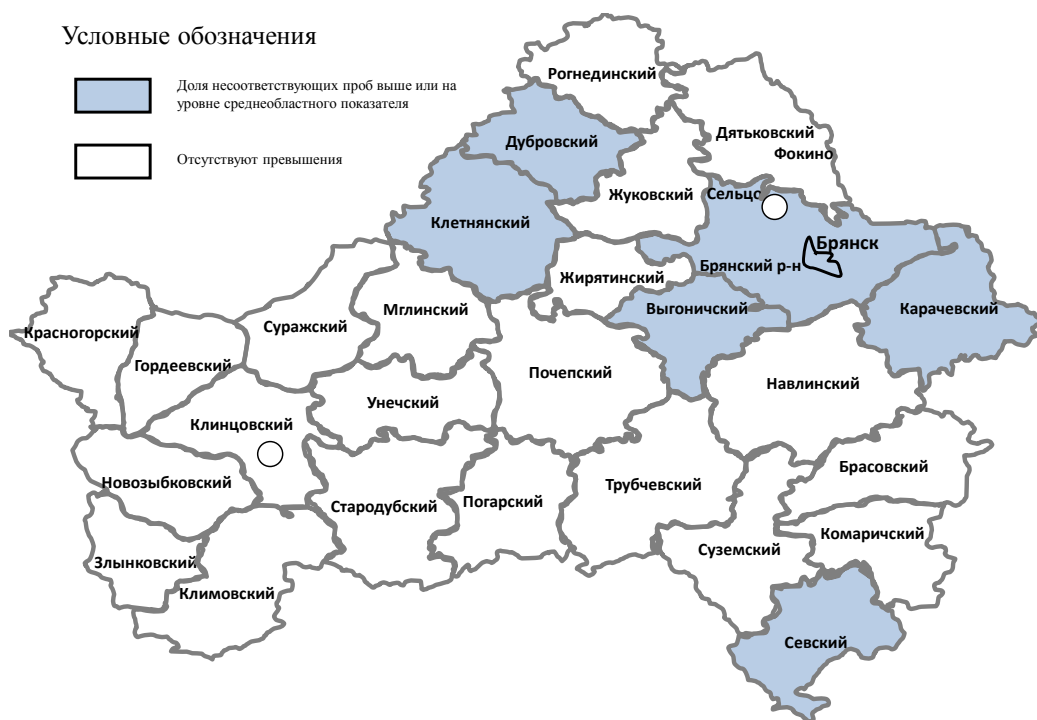 Условные обозначения
Доля несоответствующих проб выше или на
уровне среднеобластного показателя
Отсутствуют превышения
Рогнединский
Дубровский
Дятьковский
Фокино
Жуковский
Сельцо
Клетнянский
Брянск
Брянский р-н
Жирятинский
Выгоничский
Карачевский
Мглинский
Суражский
Красногорский
Гордеевский
Почепский
Навлинский
Унечский
Клинцовский
Брасовский
Новозыбковский
Стародубский
Погарский
Трубчевский
Комаричский
Суземский
Злынковский
Климовский
Севский